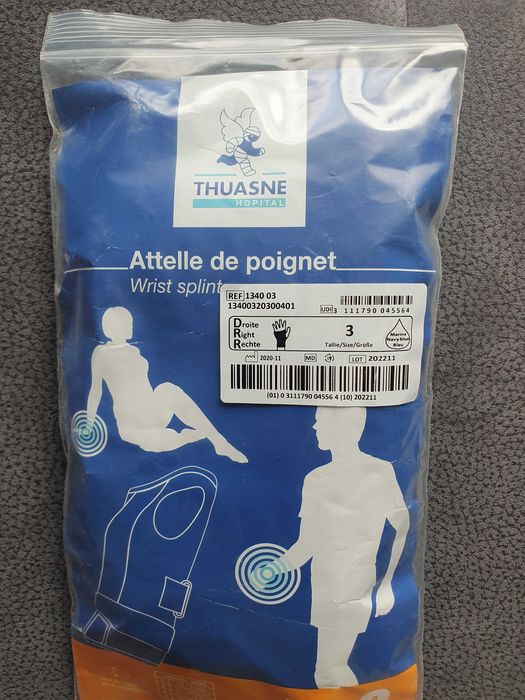 THUASNE
HOPITAL
Attelle de poignet
Wrist splint
REF 1340 03
13400320300401
UDI 3 111790 045564
Droite
Right
Rechte
3
Taille/Size/Größe
Marine
Navy blue
Blau
2020-11
MD
LOT 202211
(01) 0 3111790 04556 4 (10) 202211